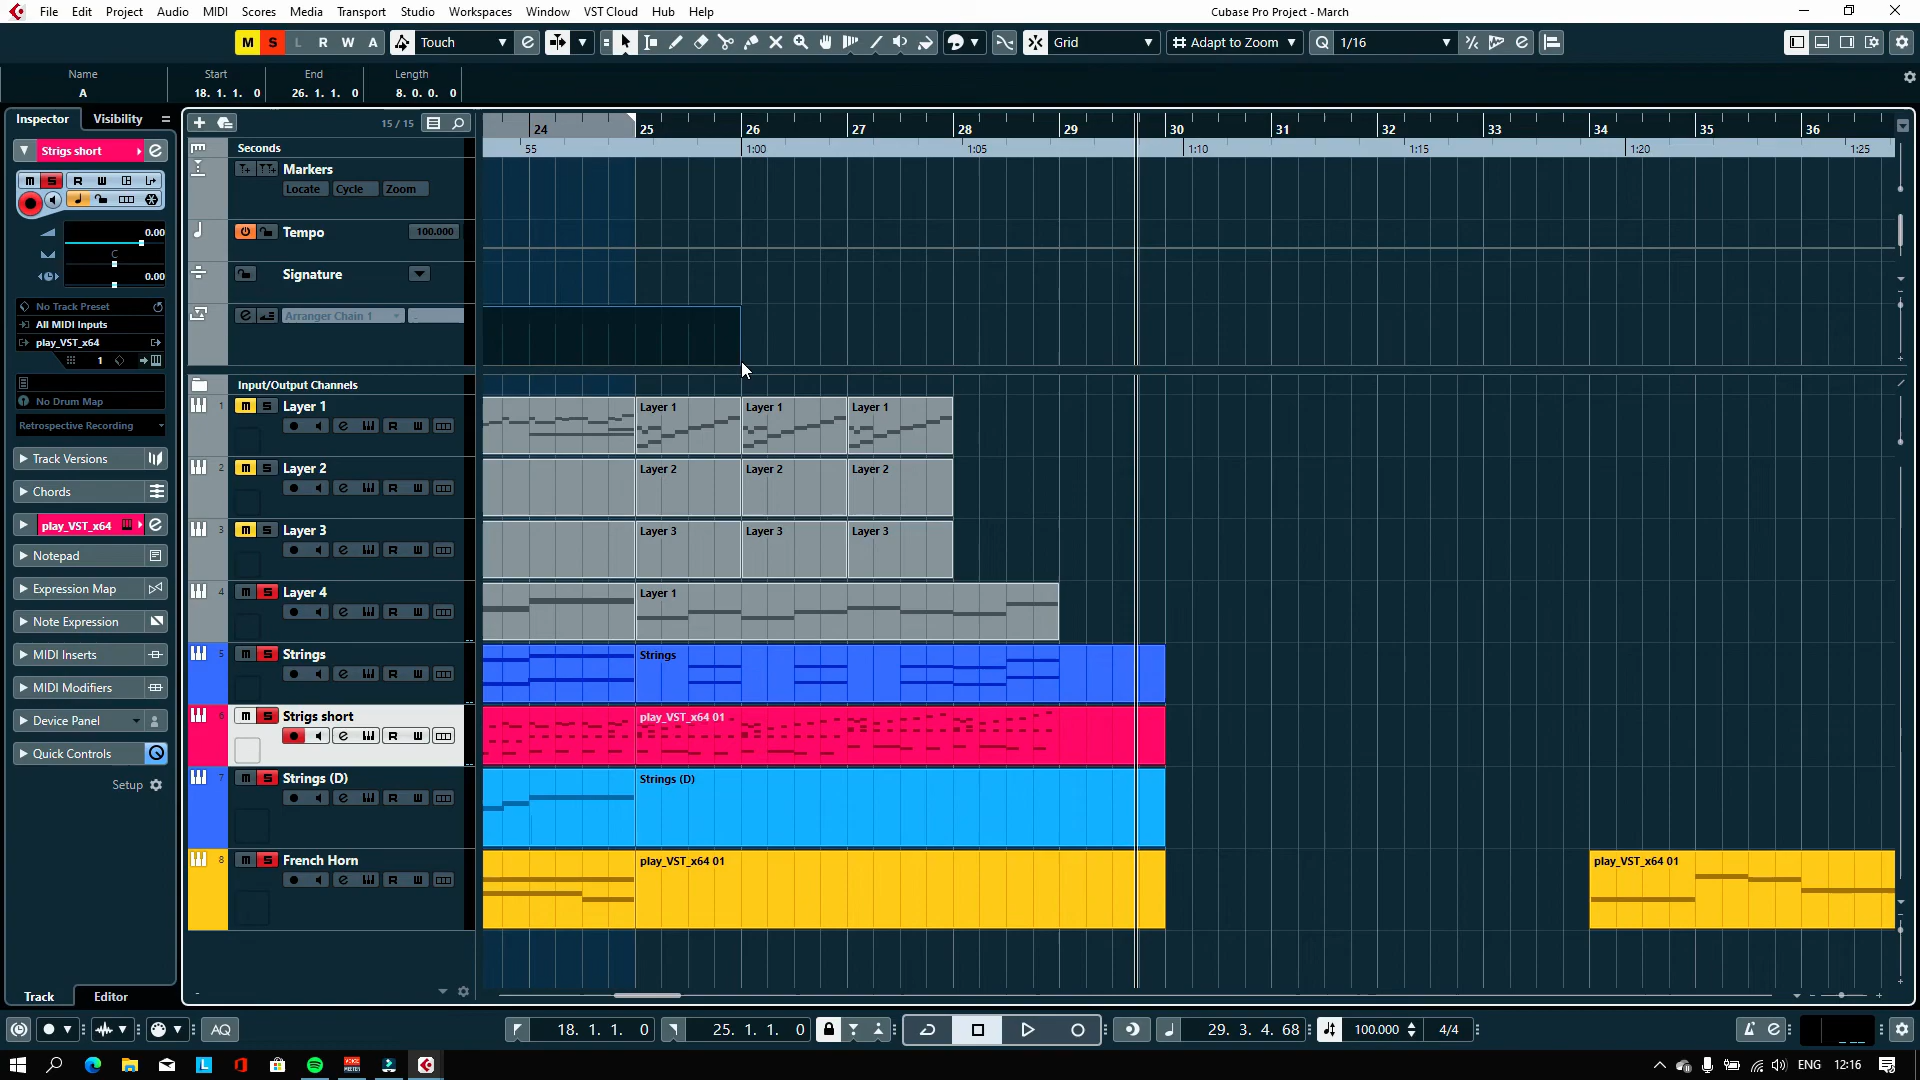 File Edit Project Audio MIDI Scores Media Transport Studio Workspaces Window VST Cloud Hub Help
Cubase Pro Project - March
M S L R W A Touch Grid Adapt to Zoom Q 1/16
Name Start End Length
A 18. 1. 1. 0 26. 1. 1. 0 8. 0. 0. 0
Inspector Visibility
Strigs short
M S R W
0.00
C
0.00
No Track Preset
All MIDI Inputs
play_VST_x64
1
No Drum Map
Retrospective Recording
Track Versions
Chords
play_VST_x64
Notepad
Expression Map
Note Expression
MIDI Inserts
MIDI Modifiers
Device Panel
Quick Controls
Setup
Track Editor
15 / 15
24 25 26 27 28 29 30 31 32 33 34 35 36
Seconds
55 1:00 1:05 1:10 1:15 1:20 1:25
Markers
Locate Cycle Zoom
Tempo 100.000
Signature
Arranger Chain 1
Input/Output Channels
1 M S Layer 1
R W
Layer 1 Layer 1 Layer 1
2 M S Layer 2
R W
Layer 2 Layer 2 Layer 2
3 M S Layer 3
R W
Layer 3 Layer 3 Layer 3
4 M S Layer 4
R W
Layer 1
5 M S Strings
R W
Strings
6 M S Strigs short
R W
play_VST_x64 01
7 M S Strings (D)
R W
Strings (D)
8 M S French Horn
R W
play_VST_x64 01 play_VST_x64 01
AQ 18. 1. 1. 0 25. 1. 1. 0 29. 3. 4. 68 100.000 4/4
ENG 12:16